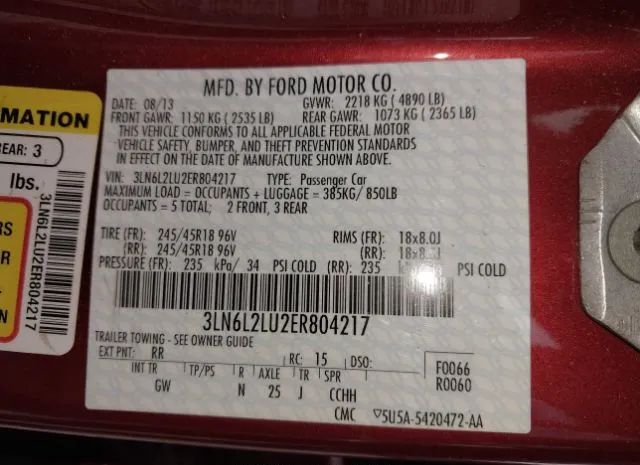 MFD. BY FORD MOTOR CO.
DATE: 08/13 GVWR: 2218 KG ( 4890 LB)
FRONT GAWR: 1150 KG ( 2535 LB) REAR GAWR: 1073 KG ( 2365 LB)
THIS VEHICLE CONFORMS TO ALL APPLICABLE FEDERAL MOTOR
VEHICLE SAFETY, BUMPER, AND THEFT PREVENTION STANDARDS
IN EFFECT ON THE DATE OF MANUFACTURE SHOWN ABOVE.
VIN: 3LN6L2LU2ER804217 TYPE: Passenger Car
MAXIMUM LOAD = OCCUPANTS + LUGGAGE = 385KG/ 850LB
OCCUPANTS = 5 TOTAL; 2 FRONT, 3 REAR
TIRE (FR): 245/45R18 96V RIMS (FR): 18x8.0J
(RR): 245/45R18 96V (RR):
PRESSURE (FR): 235 kPa/ 34 PSI COLD (RR): 235 PSI COLD
3LN6L2LU2ER804217
TRAILER TOWING - SEE OWNER GUIDE
EXT PNT: RR RC: 15 DSO: F0066
INT TR TP/PS R AXLE TR SPR R0060
GW N 25 J CCHH
CMC 5U5A-5420472-AA
RMATION
REAR: 3
lbs.
RS
R
N
3LN6L2LU2ER804217